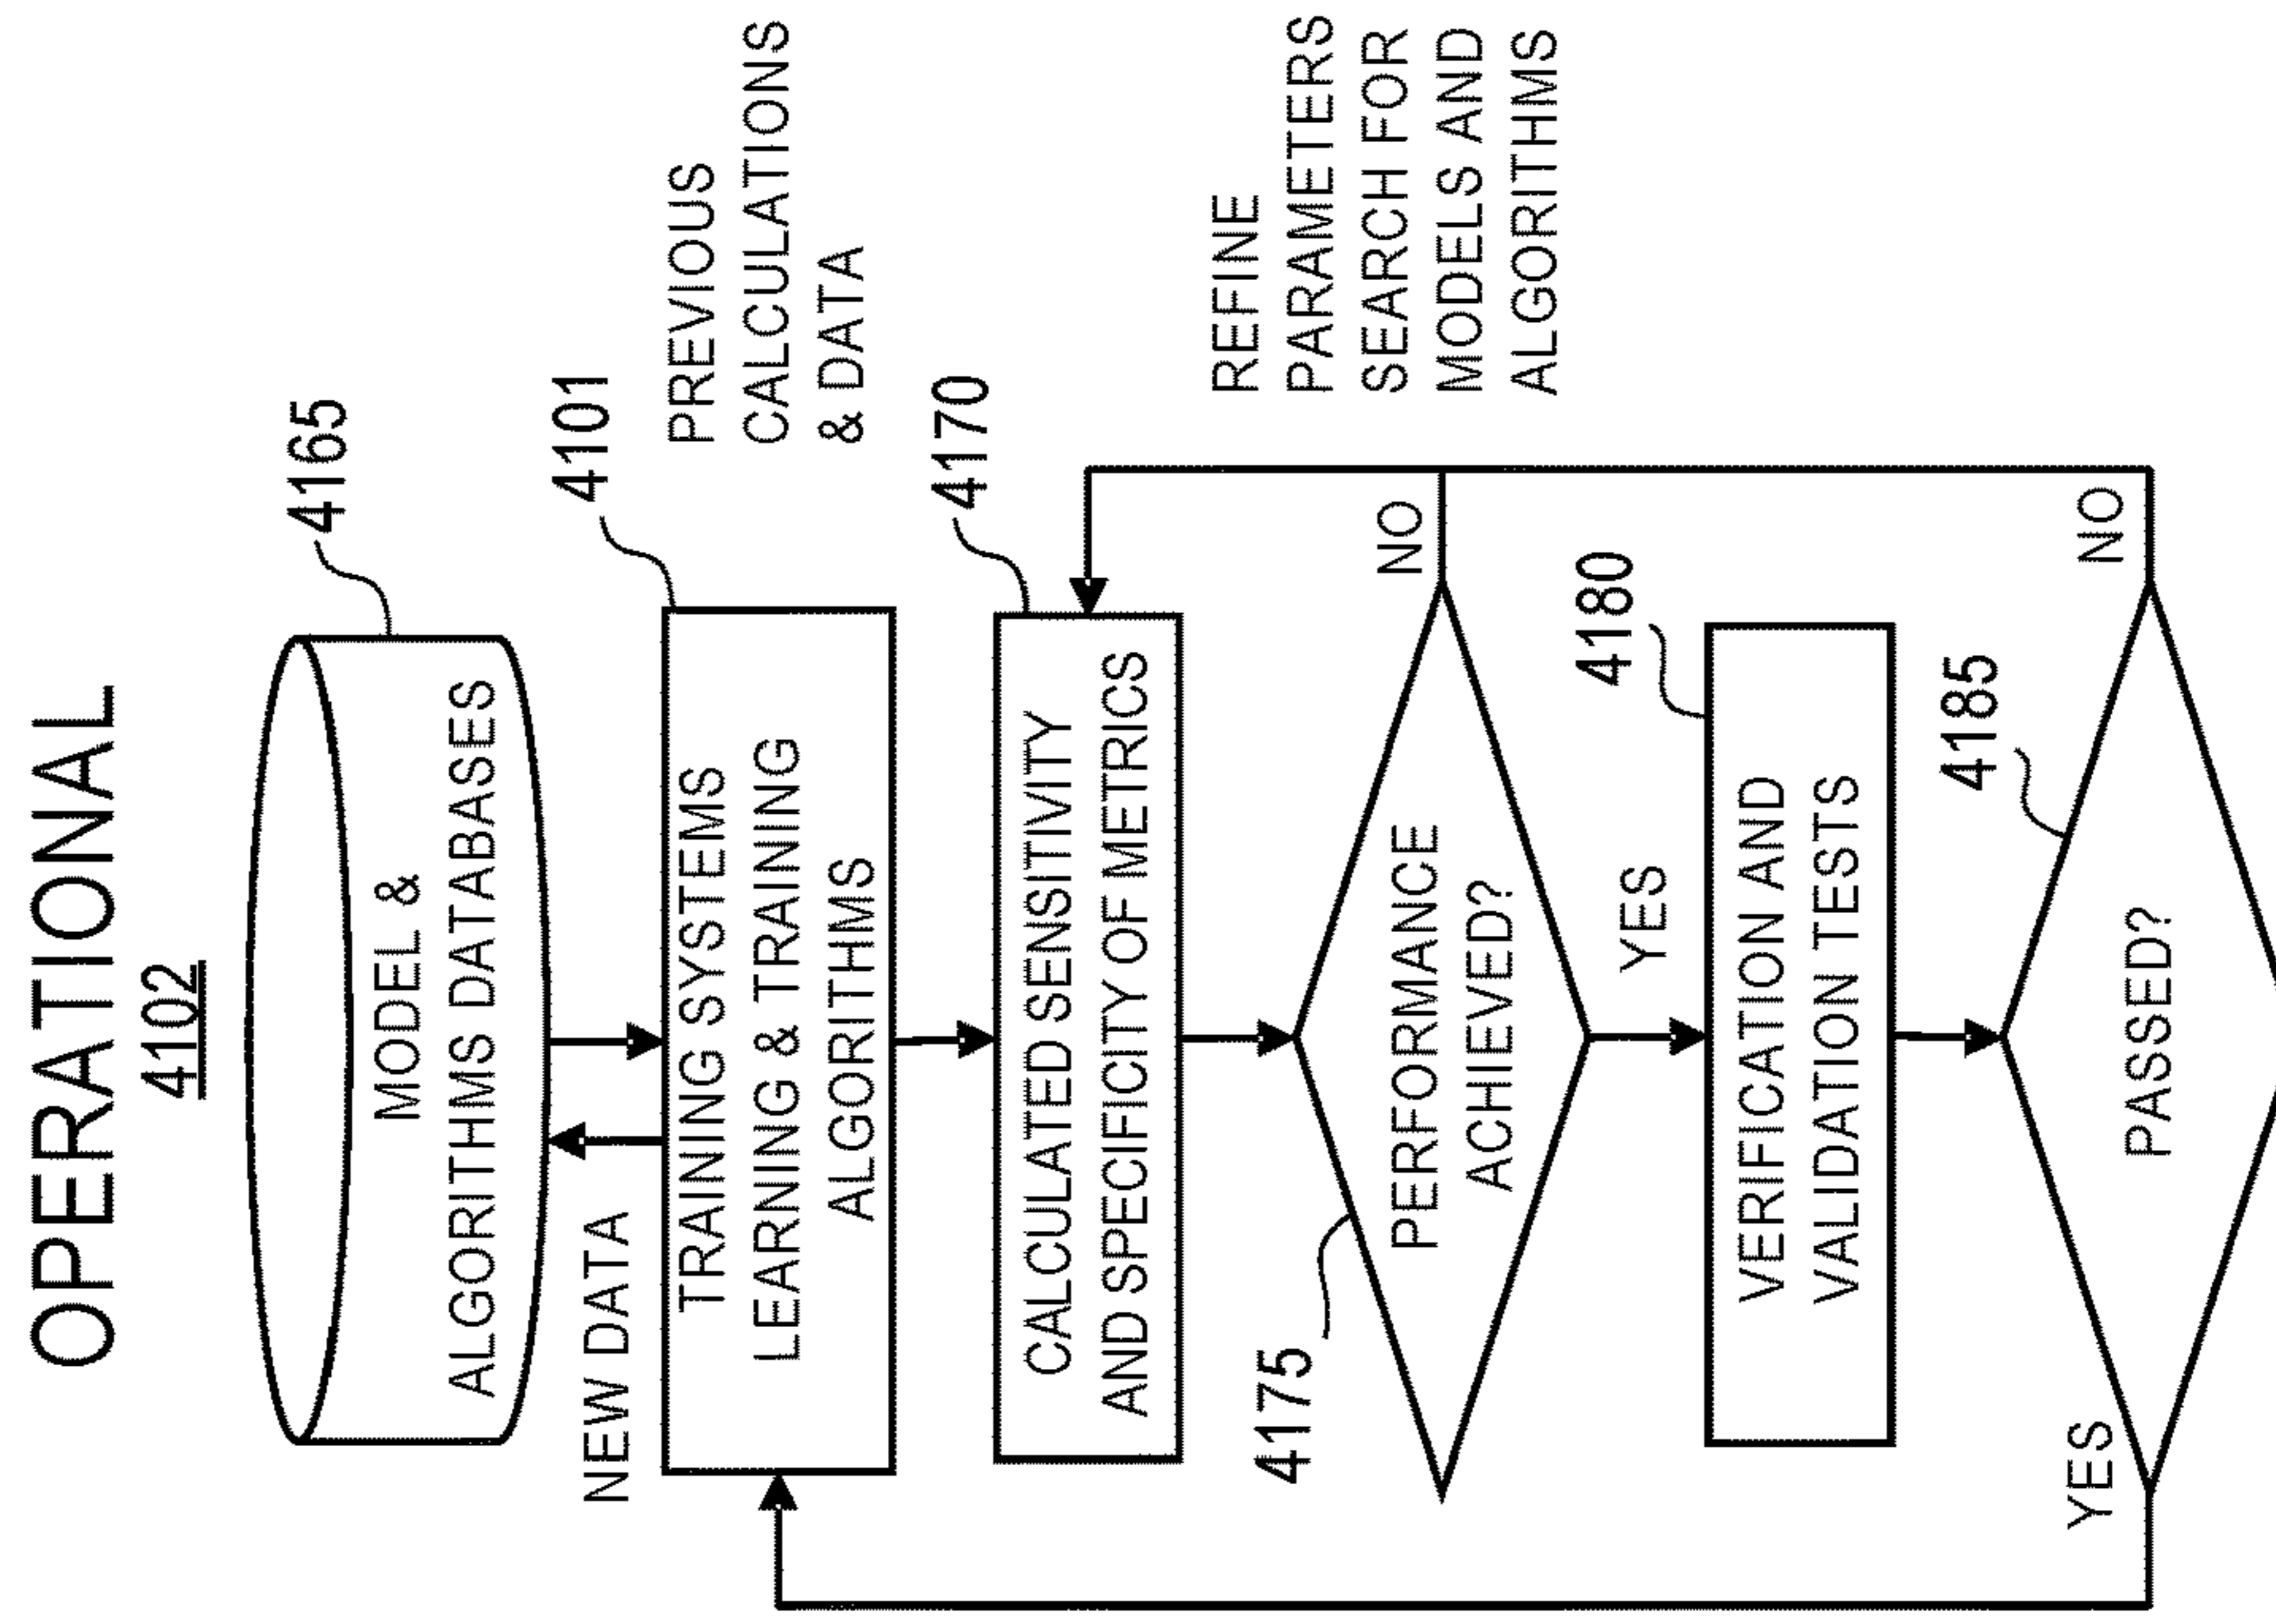 OPERATIONAL
4102
4165
MODEL &
ALGORITHMS DATABASES
NEW DATA
4101
TRAINING SYSTEMS
LEARNING & TRAINING
ALGORITHMS
PREVIOUS
CALCULATIONS
& DATA
4170
CALCULATED SENSITIVITY
AND SPECIFICITY OF METRICS
REFINE
PARAMETERS
SEARCH FOR
MODELS AND
ALGORITHMS
4175
PERFORMANCE
ACHIEVED?
NO
YES
4180
VERIFICATION AND
VALIDATION TESTS
4185
PASSED?
YES
NO